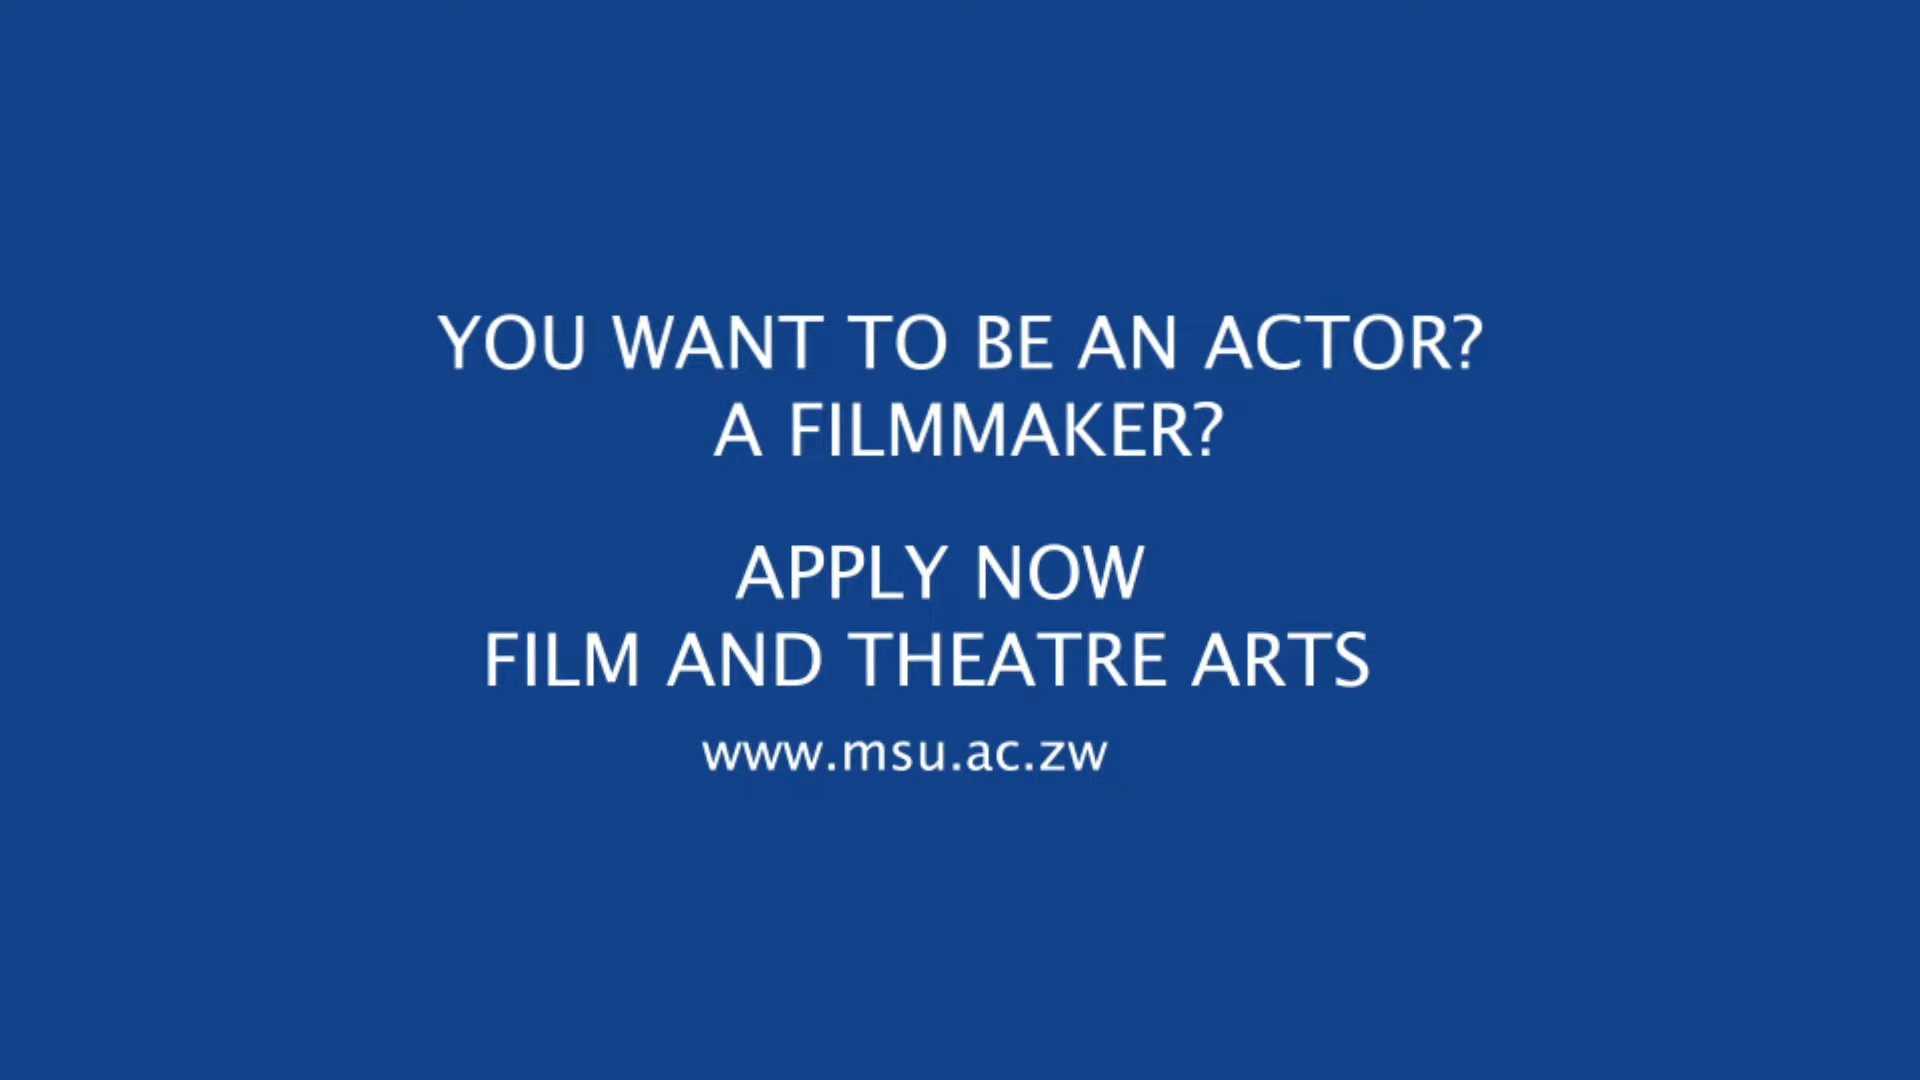 YOU WANT TO BE AN ACTOR?
A FILMMAKER?
APPLY NOW
FILM AND THEATRE ARTS
www.msu.ac.zw